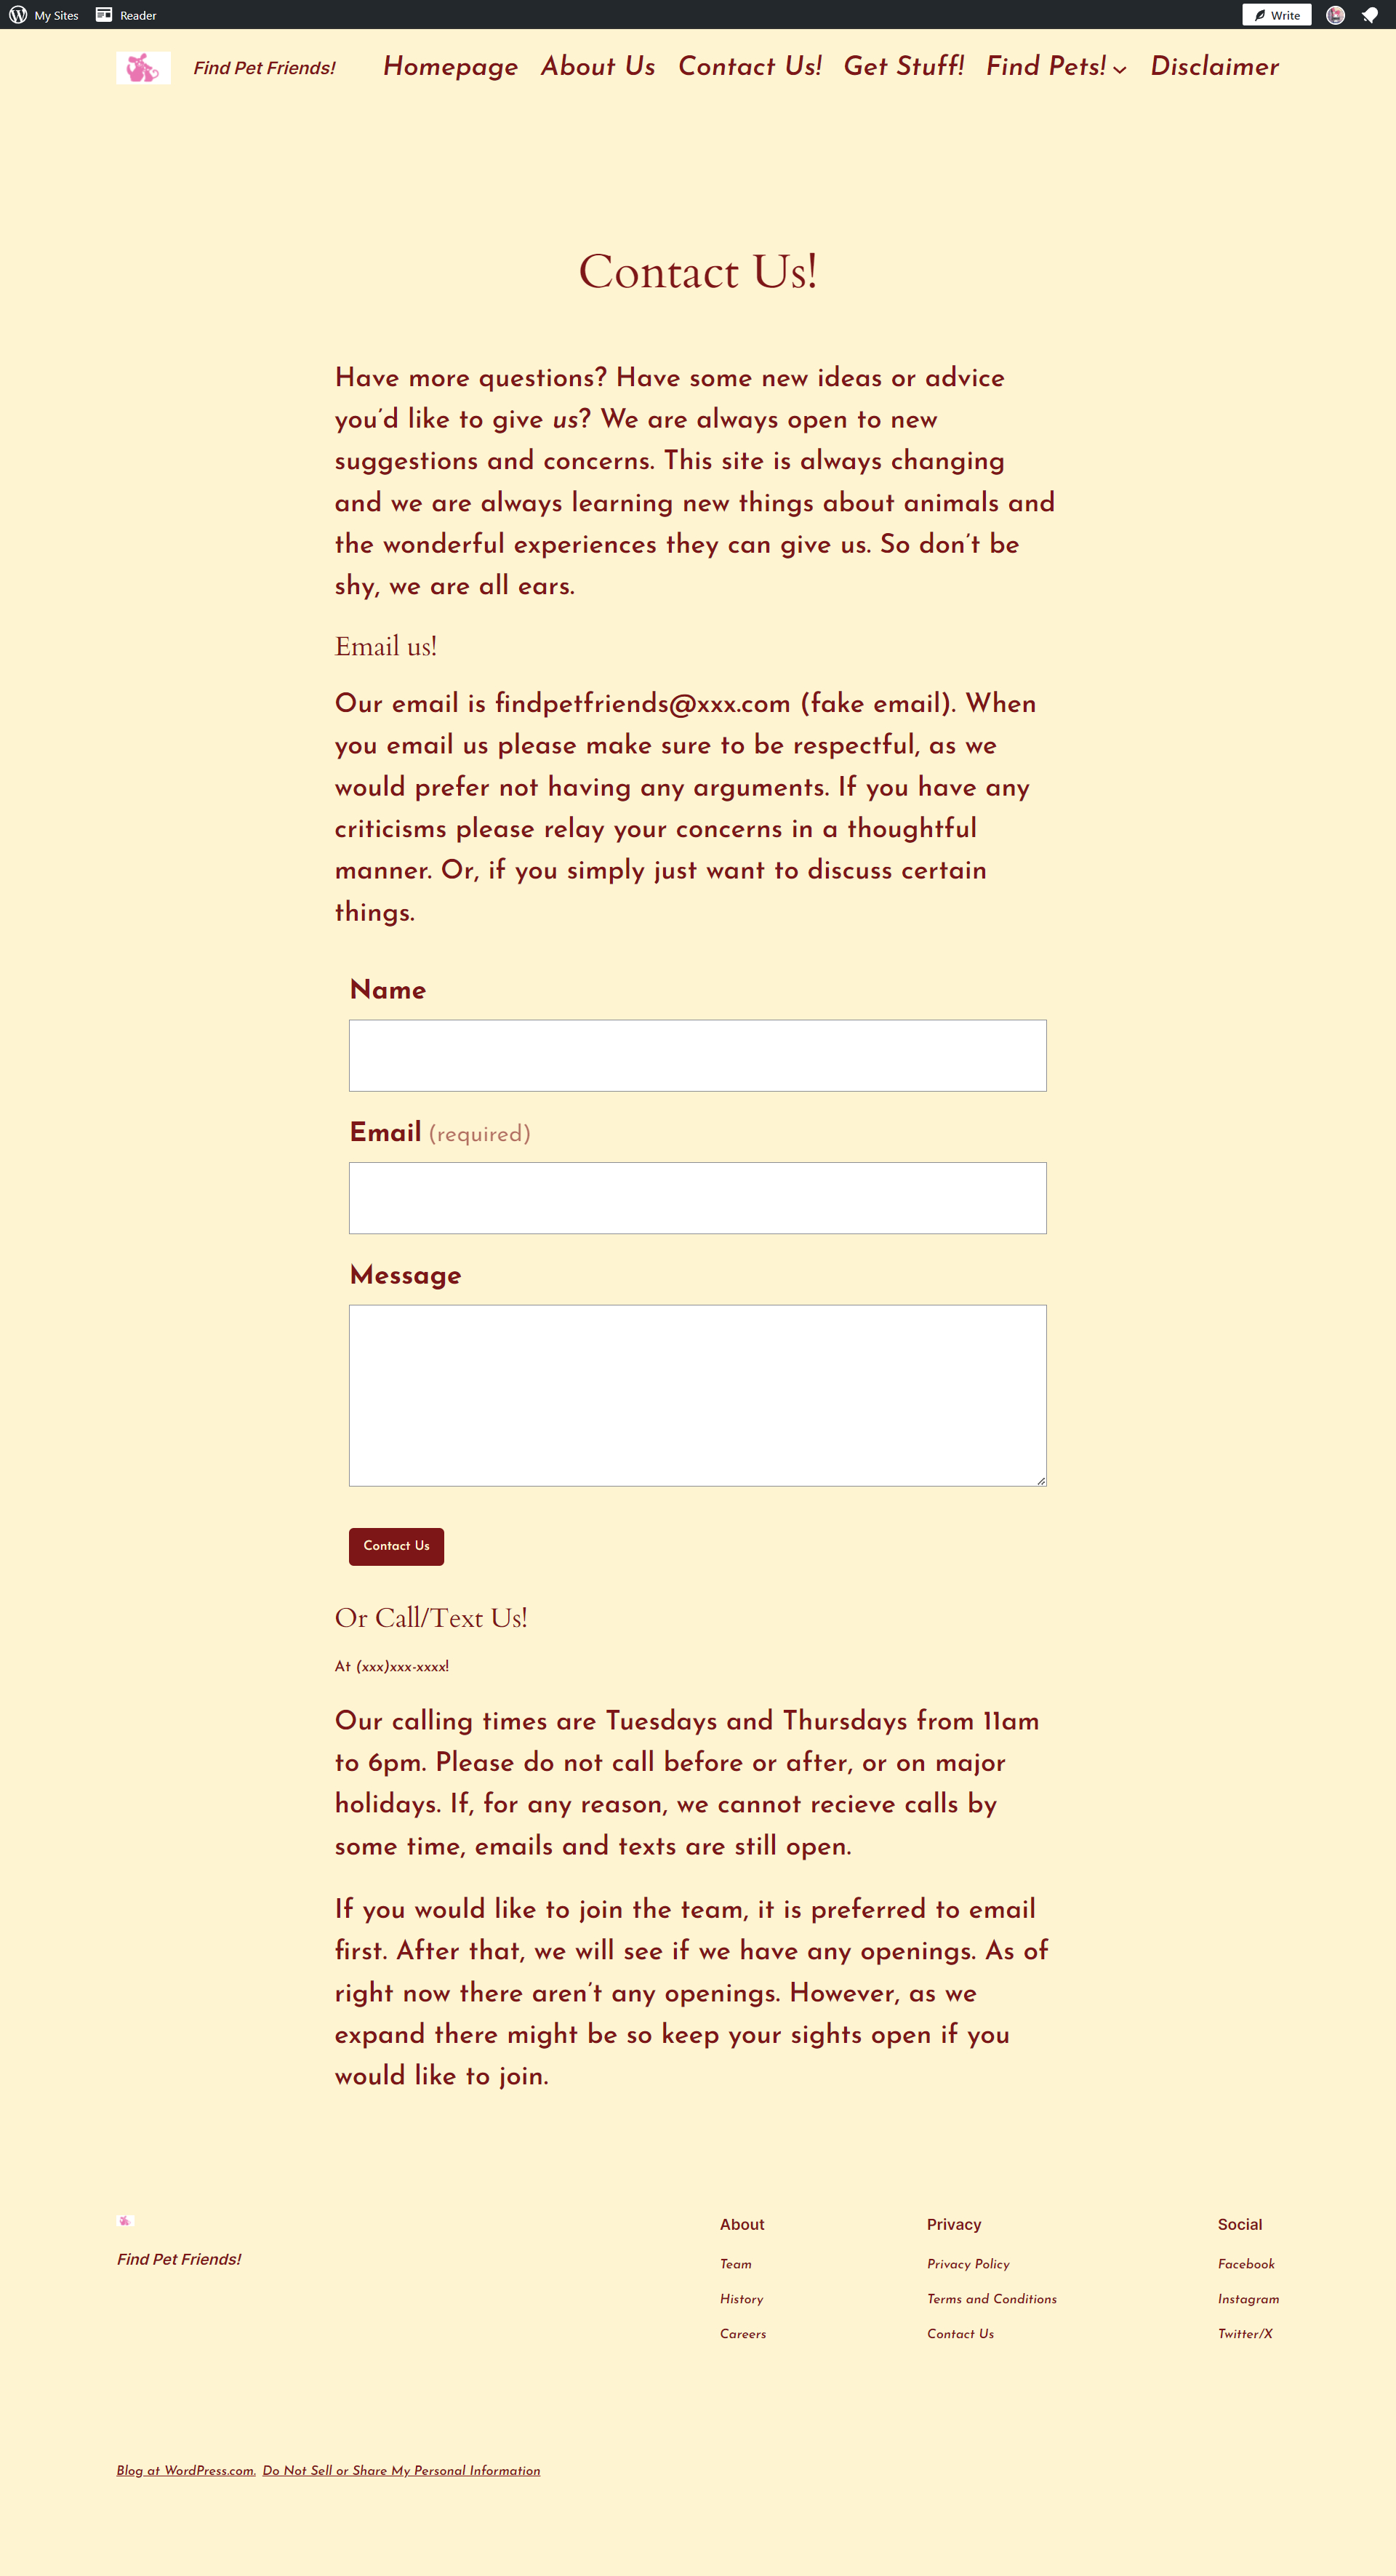 My Sites
Reader
Write
Find Pet Friends!
Homepage
About Us
Contact Us!
Get Stuff!
Find Pets!
Disclaimer
Contact Us!
Have more questions? Have some new ideas or advice
you’d like to give us? We are always open to new
suggestions and concerns. This site is always changing
and we are always learning new things about animals and
the wonderful experiences they can give us. So don’t be
shy, we are all ears.
Email us!
Our email is findpetfriends@xxx.com (fake email). When
you email us please make sure to be respectful, as we
would prefer not having any arguments. If you have any
criticisms please relay your concerns in a thoughtful
manner. Or, if you simply just want to discuss certain
things.
Name
Email (required)
Message
Contact Us
Or Call/Text Us!
At (xxx)xxx-xxxx!
Our calling times are Tuesdays and Thursdays from 11am
to 6pm. Please do not call before or after, or on major
holidays. If, for any reason, we cannot recieve calls by
some time, emails and texts are still open.
If you would like to join the team, it is preferred to email
first. After that, we will see if we have any openings. As of
right now there aren’t any openings. However, as we
expand there might be so keep your sights open if you
would like to join.
Find Pet Friends!
About
Team
History
Careers
Privacy
Privacy Policy
Terms and Conditions
Contact Us
Social
Facebook
Instagram
Twitter/X
Blog at WordPress.com. Do Not Sell or Share My Personal Information